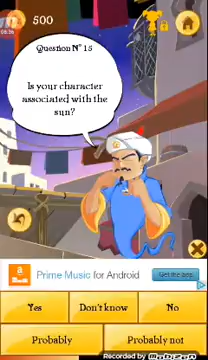 500
Question N° 15
Is your character
associated with the
sun?
Prime Music for Android
Get the app
Yes
Don't know
No
Probably
Probably not
Recorded by